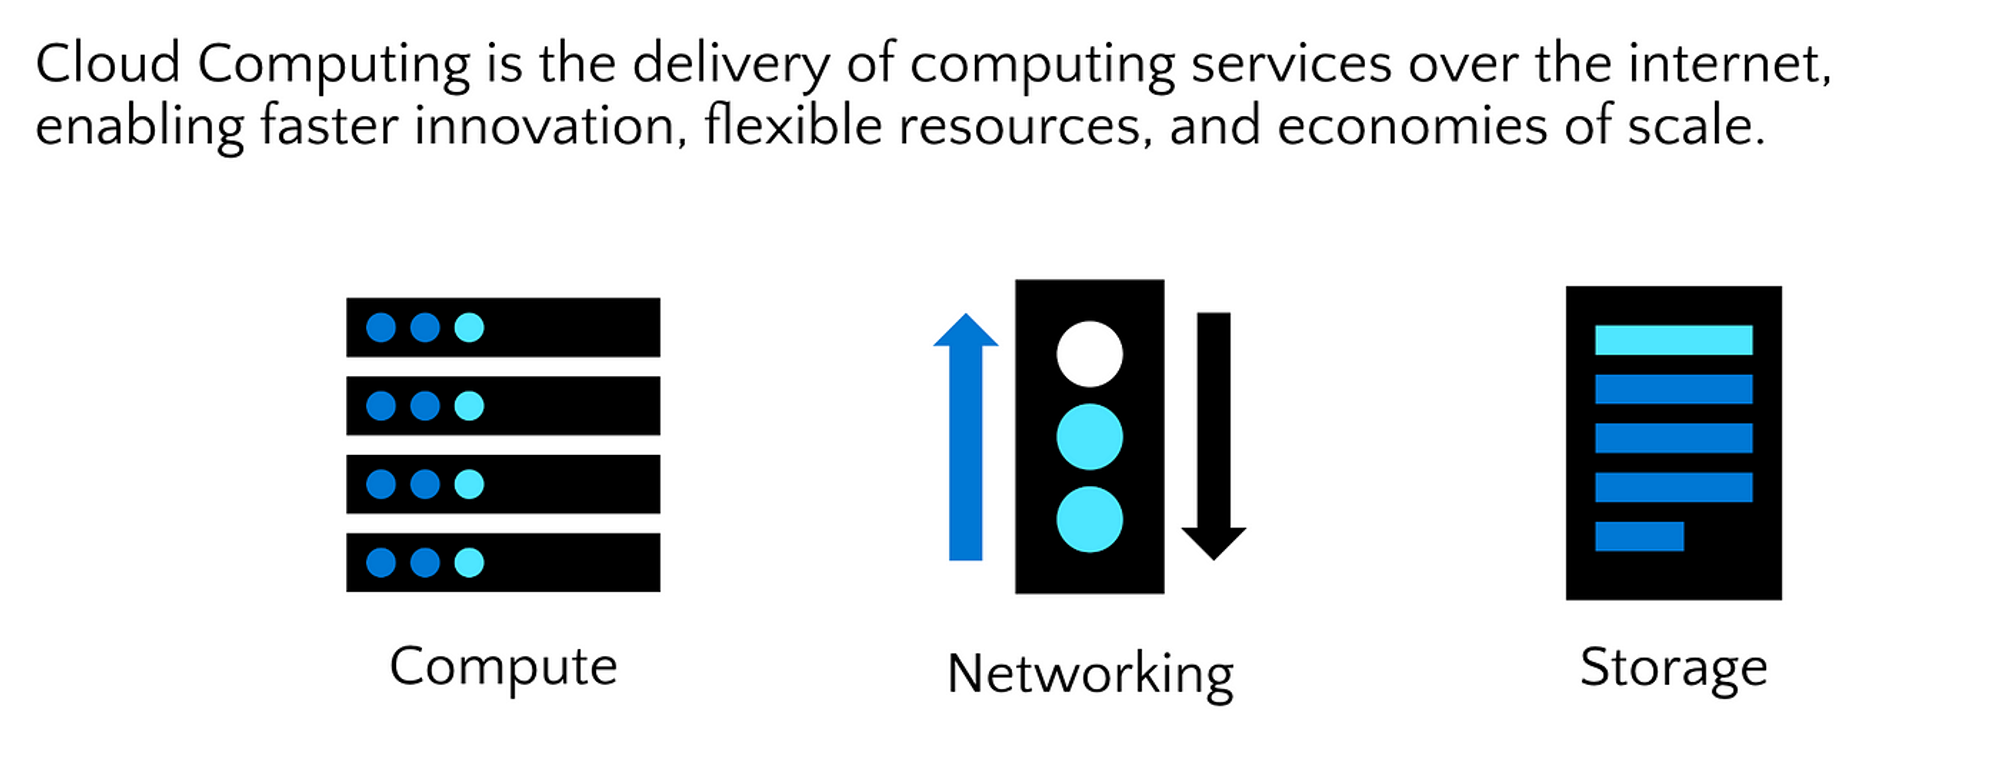 Cloud Computing is the delivery of computing services over the internet,
enabling faster innovation, flexible resources, and economies of scale.
Compute
Networking
Storage